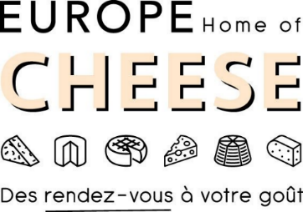 EUROPE Home of
CHEESE
Des rendez-vous à votre goût